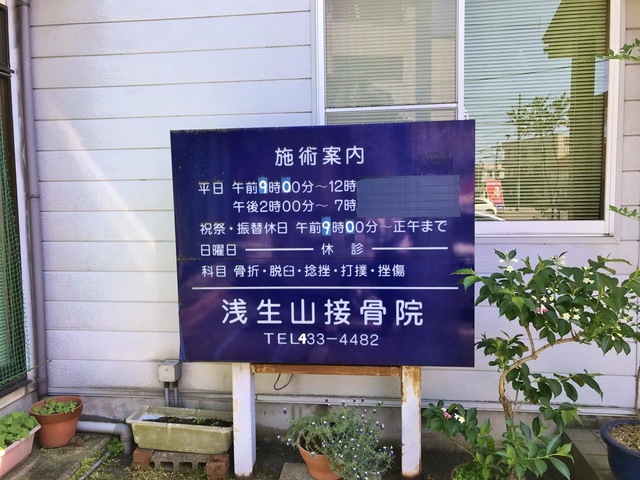 施術案内
平日 午前9時00分～12時
午後2時00分～ 7時
祝祭・振替休日 午前9時00分～正午まで
日曜日──休 診──
科目 骨折・脱臼・捻挫・打撲・挫傷
浅生山接骨院
TEL433-4482